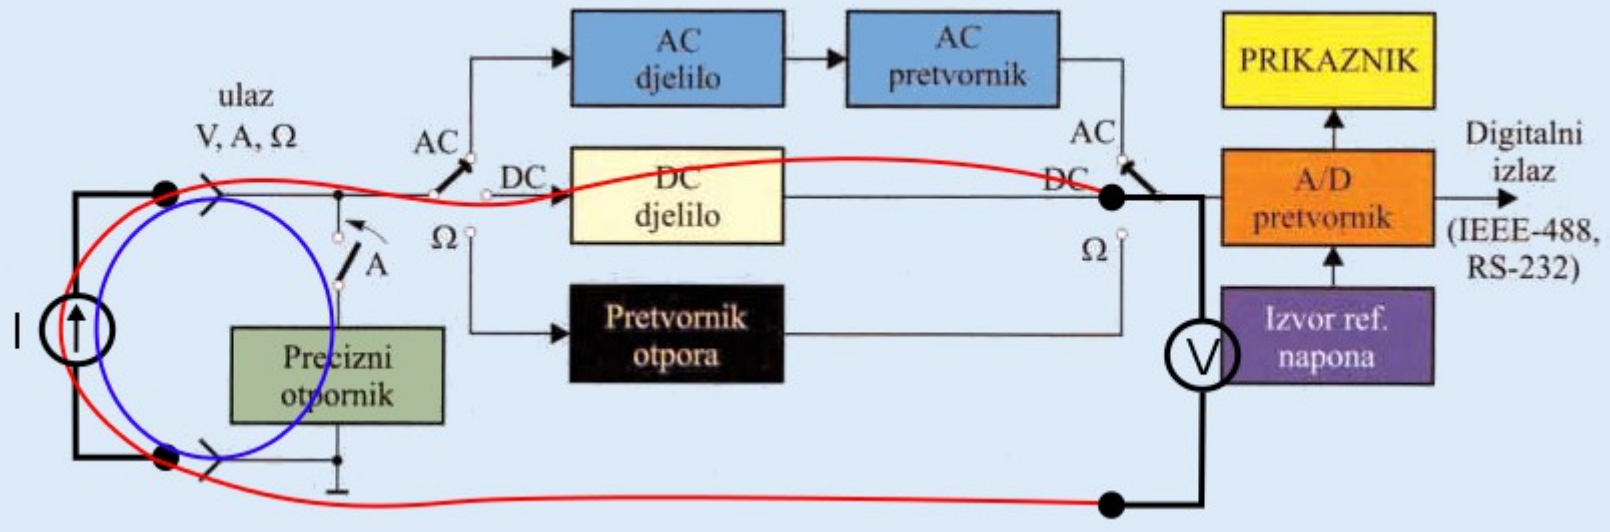 ulaz
V, A, Ω
AC
djelilo
AC
pretvornik
PRIKAZNIK
AC
DC
Ω
A
DC
djelilo
AC
DC
Ω
A/D
pretvornik
Digitalni
izlaz
(IEEE-488,
RS-232)
I
Precizni
otpornik
Pretvornik
otpora
V
Izvor ref.
napona